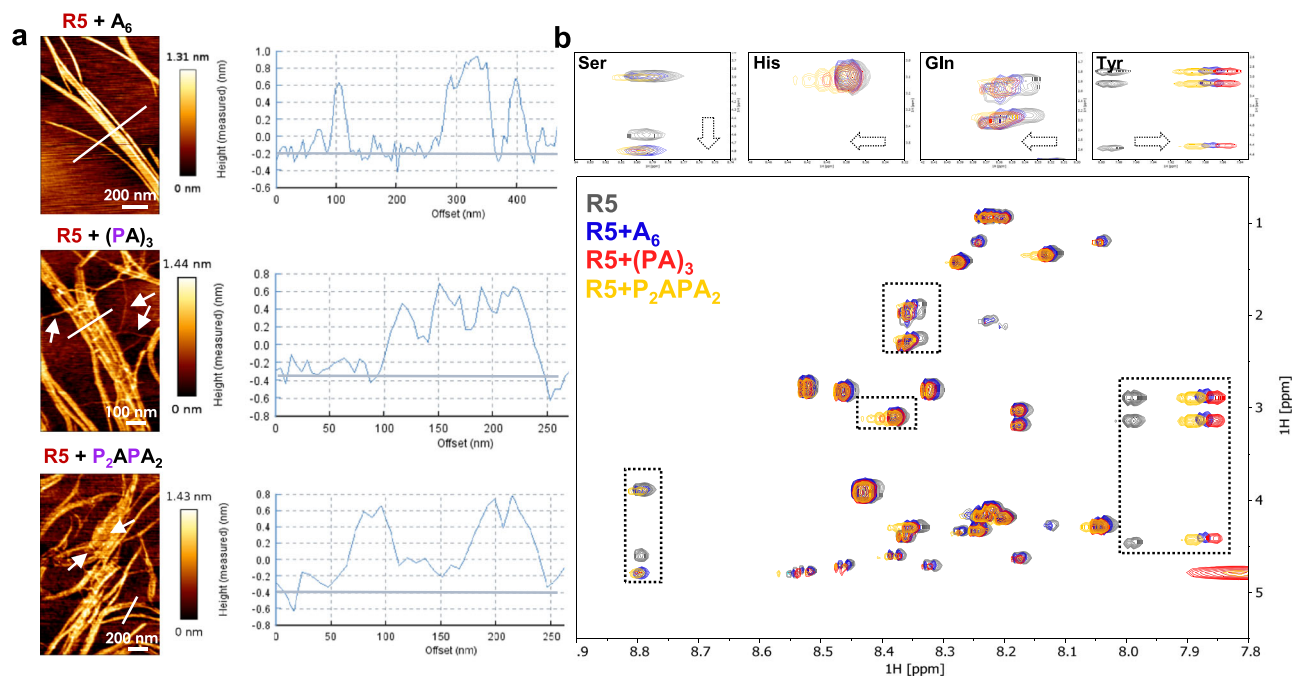 a
R5 + A6
1.31 nm
0 nm
200 nm
Height (measured) (nm)
1.0
0.8
0.6
0.4
0.2
0.0
-0.2
-0.4
-0.6
0 100 200 300 400
Offset (nm)
R5 + (PA)3
1.44 nm
0 nm
100 nm
Height (measured) (nm)
0.8
0.6
0.4
0.2
0.0
-0.2
-0.4
-0.6
-0.8
0 50 100 150 200 250
Offset (nm)
R5 + P2APA2
1.43 nm
0 nm
200 nm
Height (measured) (nm)
0.8
0.6
0.4
0.2
0.0
-0.2
-0.4
-0.6
-0.8
0 50 100 150 200 250
Offset (nm)
b
Ser
His
Gln
Tyr
R5
R5+A6
R5+(PA)3
R5+P2APA2
1
2
3
4
5
1H [ppm]
8.9 8.8 8.7 8.6 8.5 8.4 8.3 8.2 8.1 8.0 7.9 7.8
1H [ppm]